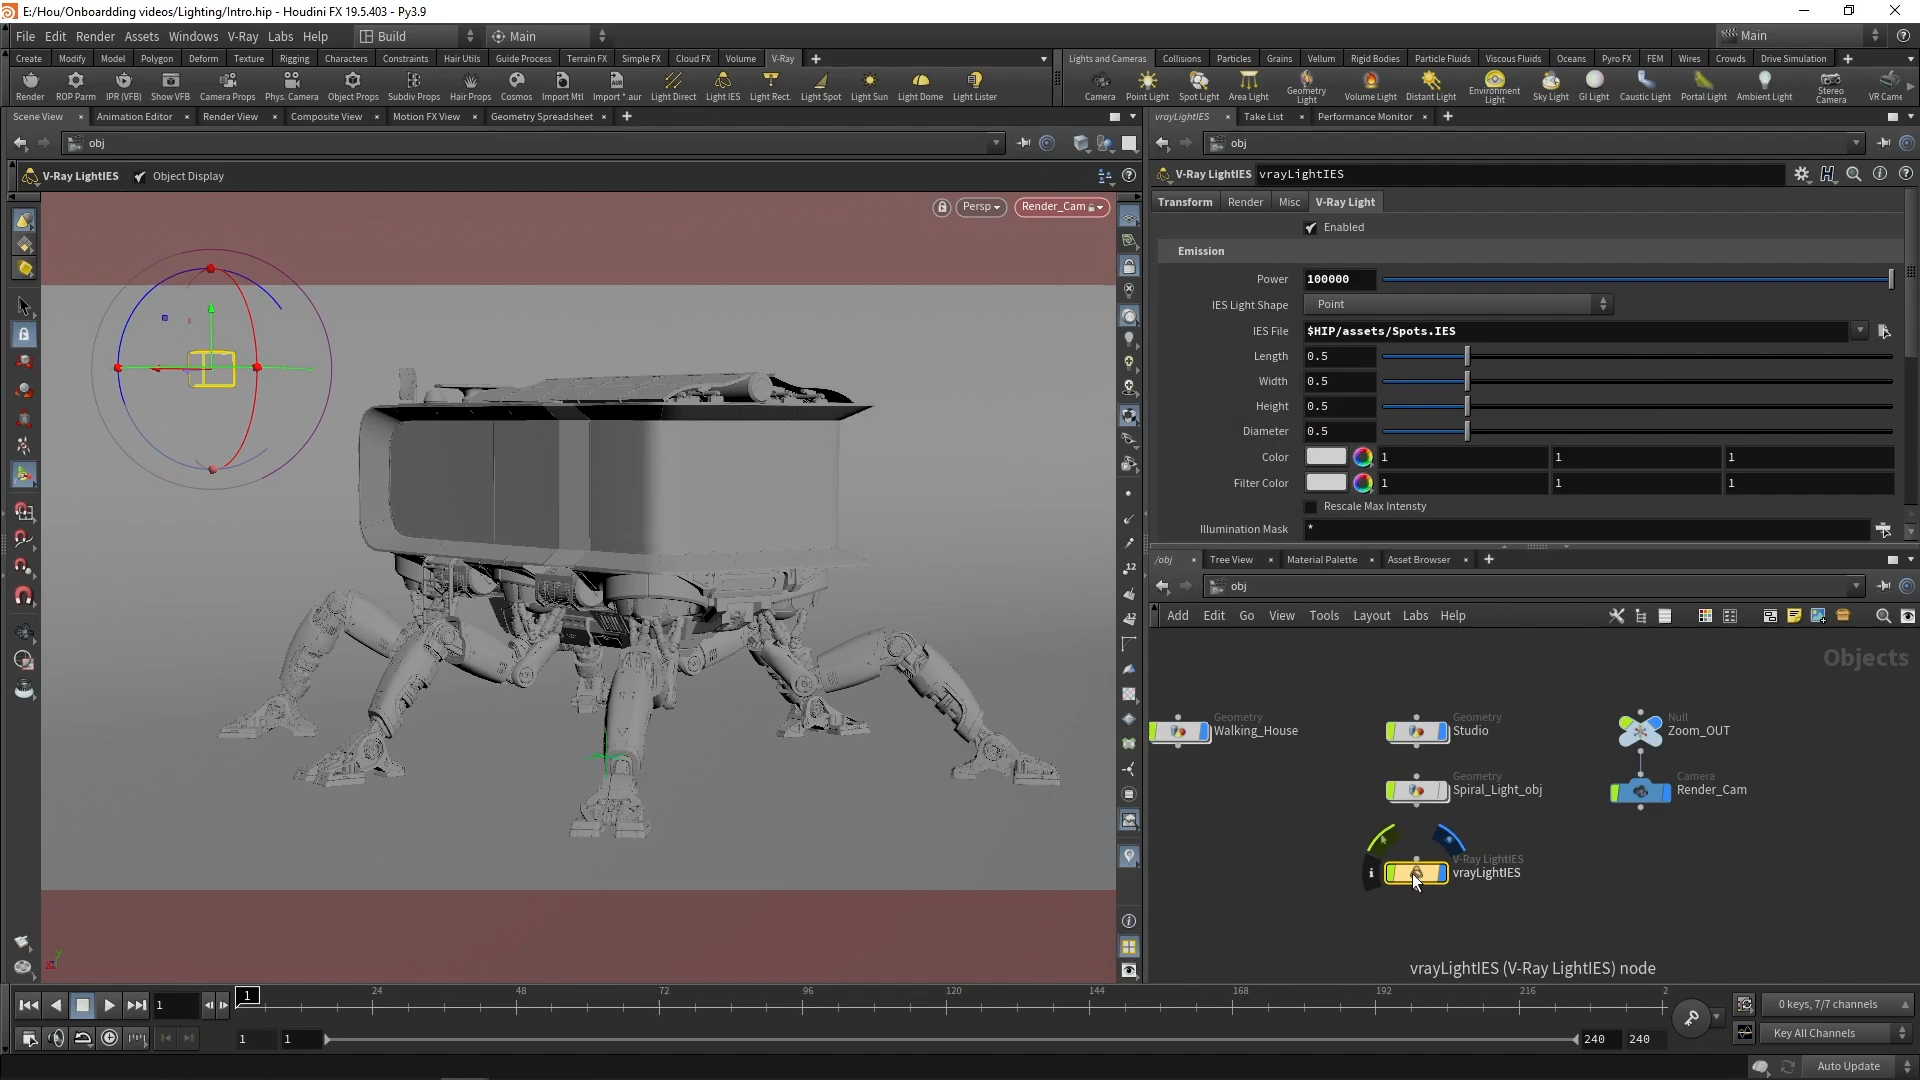 E:/Hou/Onboardding videos/Lighting/Intro.hip - Houdini FX 19.5.403 - Py3.9
File Edit Render Assets Windows V-Ray Labs Help Build Main Main
Create Modify Model Polygon Deform Texture Rigging Characters Constraints Hair Utils Guide Process Terrain FX Simple FX Cloud FX Volume V-Ray
Lights and Cameras Collisions Particles Grains Vellum Rigid Bodies Particle Fluids Viscous Fluids Oceans Pyro FX FEM Wires Crowds Drive Simulation
Render ROP Parm IPR (VFB) Show VFB Camera Props Phys. Camera Object Props Subdiv Props Hair Props Cosmos Import Mtl Import *.aur Light Direct Light IES Light Rect. Light Spot Light Sun Light Dome Light Lister
Camera Point Light Spot Light Area Light Geometry Light Volume Light Distant Light Environment Light Sky Light GI Light Caustic Light Portal Light Ambient Light Stereo Camera VR Came
Scene View Animation Editor Render View Composite View Motion FX View Geometry Spreadsheet
vrayLightIES Take List Performance Monitor
obj
obj
V-Ray LightIES Object Display
V-Ray LightIES vrayLightIES
Persp Render_Cam
Transform Render Misc V-Ray Light
Enabled
Emission
Power 100000
IES Light Shape Point
IES File $HIP/assets/Spots.IES
Length 0.5
Width 0.5
Height 0.5
Diameter 0.5
Color 1 1 1
Filter Color 1 1 1
Rescale Max Intensty
Illumination Mask *
/obj Tree View Material Palette Asset Browser
obj
Add Edit Go View Tools Layout Labs Help
Objects
Geometry
Walking_House
Geometry
Studio
Null
Zoom_OUT
Geometry
Spiral_Light_obj
Camera
Render_Cam
V-Ray LightIES
vrayLightIES
vrayLightIES (V-Ray LightIES) node
1 1 24 48 72 96 120 144 168 192 216 2
0 keys, 7/7 channels
1 1 240 240
Key All Channels
Auto Update